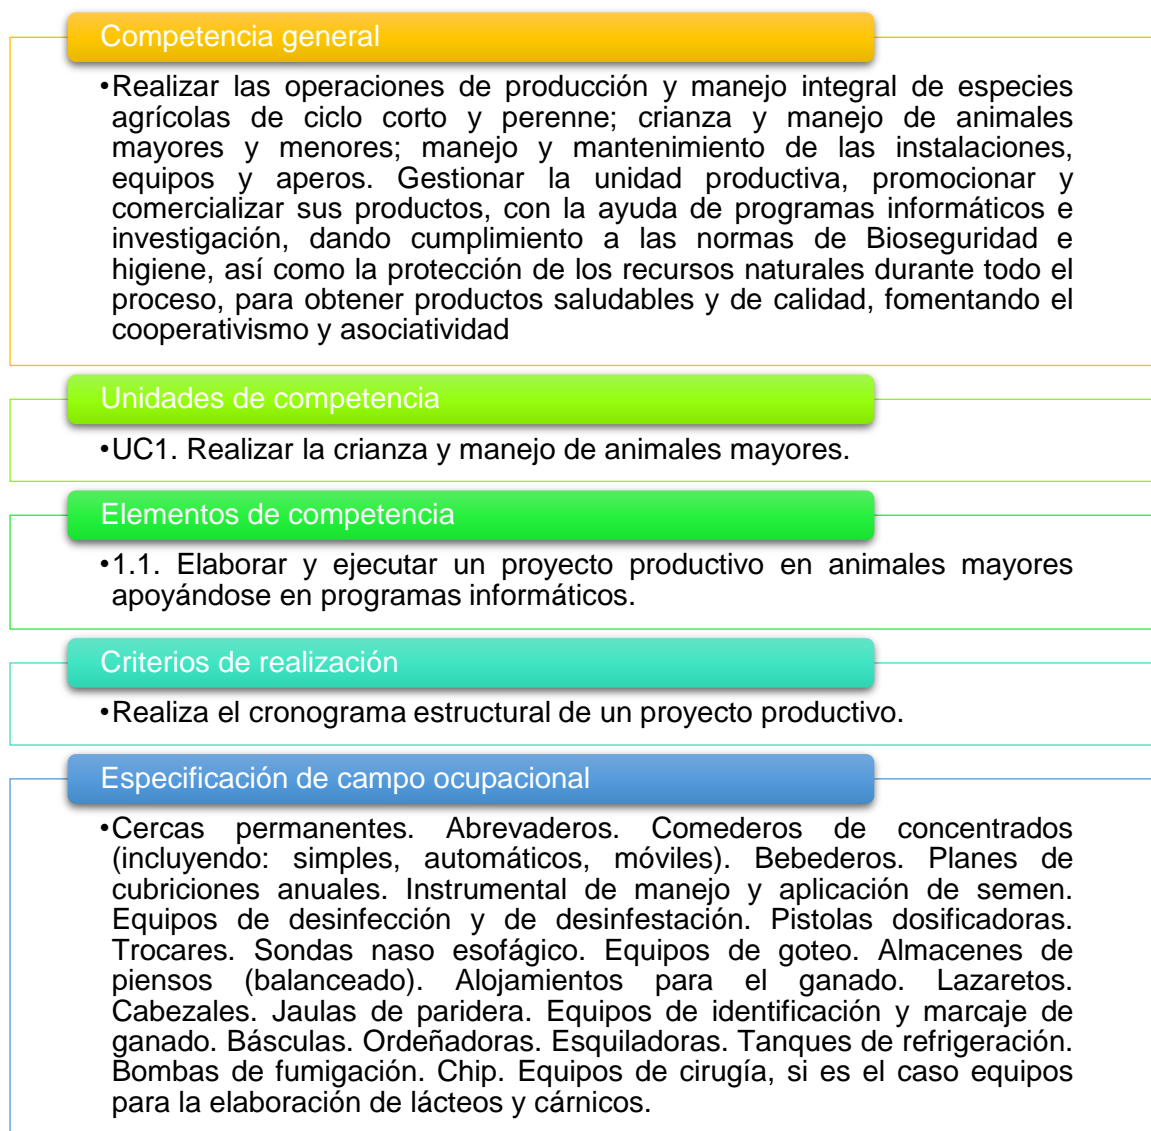 Competencia general
•Realizar las operaciones de producción y manejo integral de especies
agrícolas de ciclo corto y perenne; crianza y manejo de animales
mayores y menores; manejo y mantenimiento de las instalaciones,
equipos y aperos. Gestionar la unidad productiva, promocionar y
comercializar sus productos, con la ayuda de programas informáticos e
investigación, dando cumplimiento a las normas de Bioseguridad e
higiene, así como la protección de los recursos naturales durante todo el
proceso, para obtener productos saludables y de calidad, fomentando el
cooperativismo y asociatividad
Unidades de competencia
•UC1. Realizar la crianza y manejo de animales mayores.
Elementos de competencia
•1.1. Elaborar y ejecutar un proyecto productivo en animales mayores
apoyándose en programas informáticos.
Criterios de realización
•Realiza el cronograma estructural de un proyecto productivo.
Especificación de campo ocupacional
•Cercas permanentes. Abrevaderos. Comederos de concentrados
(incluyendo: simples, automáticos, móviles). Bebederos. Planes de
cubriciones anuales. Instrumental de manejo y aplicación de semen.
Equipos de desinfección y de desinfestación. Pistolas dosificadoras.
Trocares. Sondas naso esofágico. Equipos de goteo. Almacenes de
piensos (balanceado). Alojamientos para el ganado. Lazaretos.
Cabezales. Jaulas de paridera. Equipos de identificación y marcaje de
ganado. Básculas. Ordeñadoras. Esquiladoras. Tanques de refrigeración.
Bombas de fumigación. Chip. Equipos de cirugía, si es el caso equipos
para la elaboración de lácteos y cárnicos.